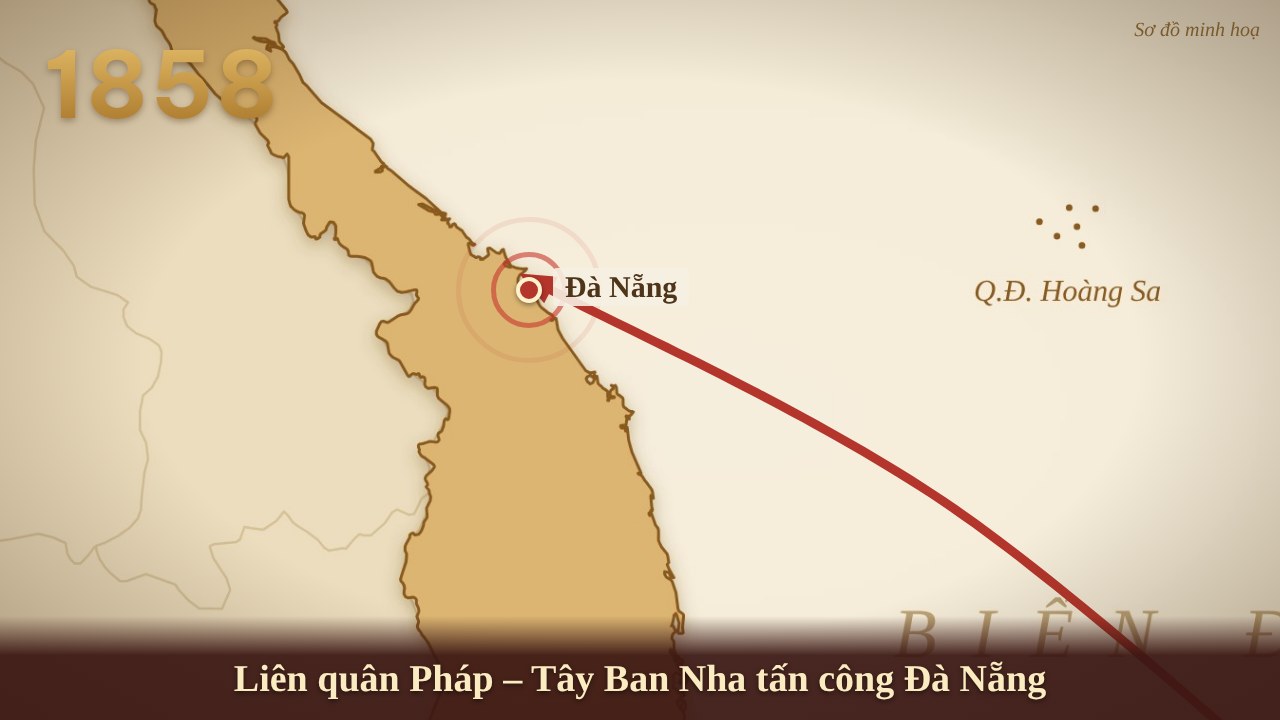 1858
Sơ đồ minh hoạ
Đà Nẵng
Q.Đ. Hoàng Sa
BIÊN Đ
Liên quân Pháp – Tây Ban Nha tấn công Đà Nẵng